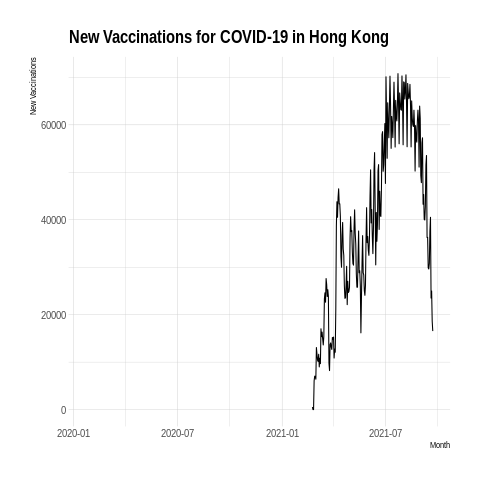 New Vaccinations for COVID-19 in Hong Kong
New Vaccinations
60000
40000
20000
0
2020-01 2020-07 2021-01 2021-07
Month